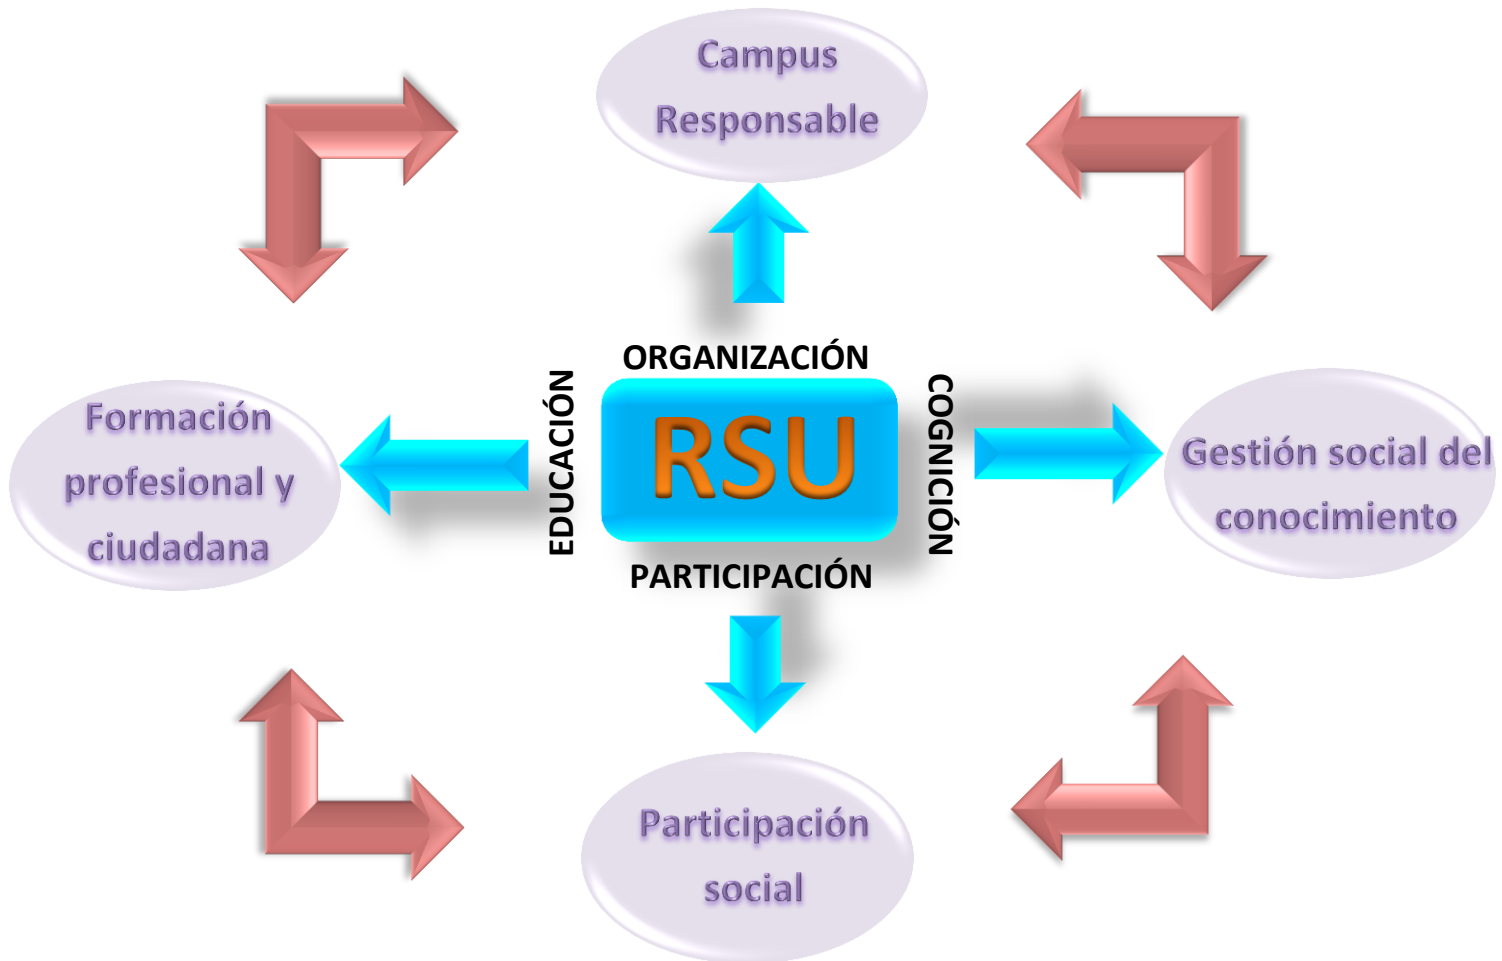 Campus
Responsable
ORGANIZACIÓN
EDUCACIÓN
RSU
COGNICIÓN
Formación
profesional y
ciudadana
Gestión social del
conocimiento
PARTICIPACIÓN
Participación
social